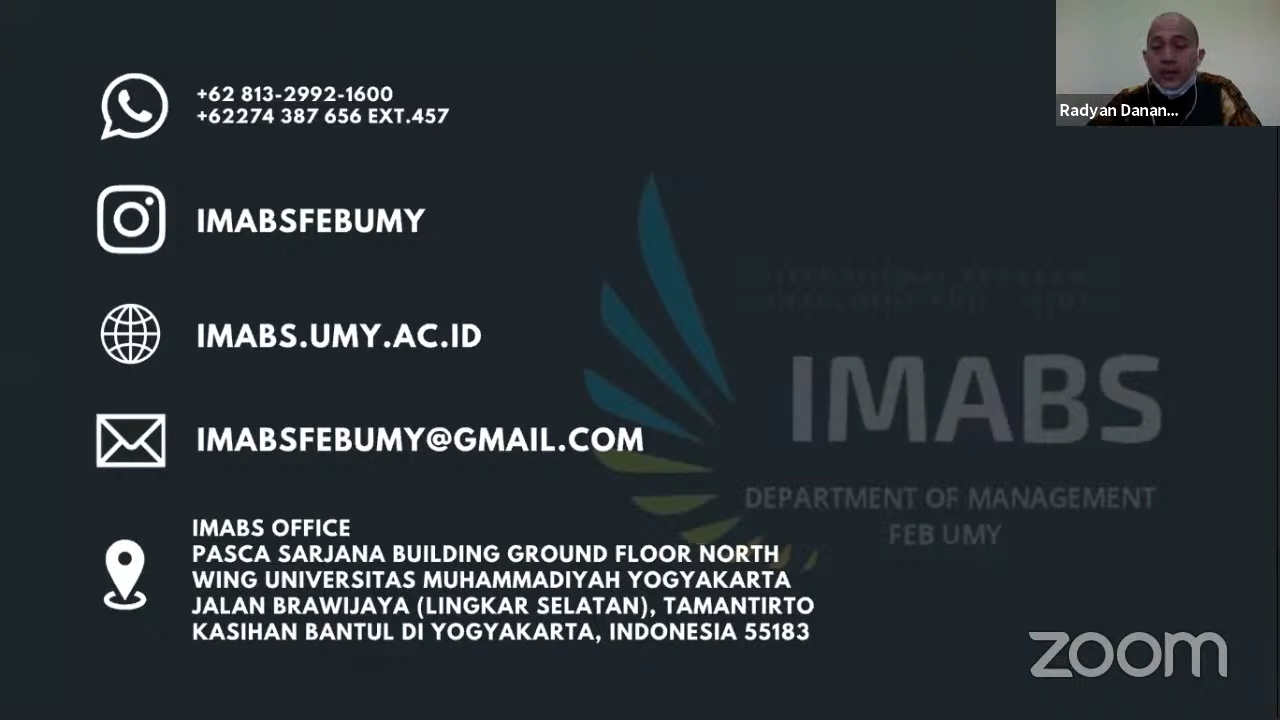 +62 813-2992-1600
+62274 387 656 EXT.457
IMABSFEBUMY
IMABS.UMY.AC.ID
IMABSFEBUMY@GMAIL.COM
IMABS OFFICE
PASCA SARJANA BUILDING GROUND FLOOR NORTH
WING UNIVERSITAS MUHAMMADIYAH YOGYAKARTA
JALAN BRAWIJAYA (LINGKAR SELATAN), TAMANTIRTO
KASIHAN BANTUL DI YOGYAKARTA, INDONESIA 55183
Radyan Danan...
IMABS
DEPARTMENT OF MANAGEMENT
FEB UMY
zoom